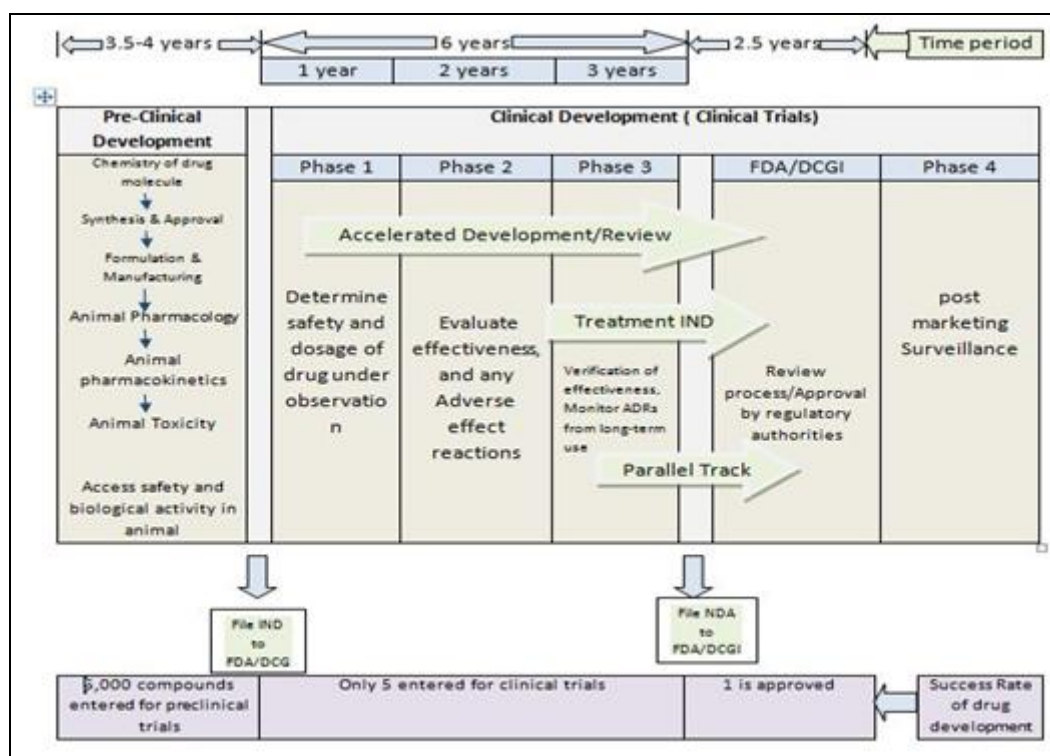 3.5-4 years
6 years
2.5 years
Time period
1 year
2 years
3 years
Pre-Clinical
Development
Clinical Development ( Clinical Trials)
Chemistry of drug
molecule
Synthesis & Approval
Formulation &
Manufacturing
Animal Pharmacology
Animal
pharmacokinetics
Animal Toxicity
Access safety and
biological activity in
animal
Phase 1
Phase 2
Phase 3
FDA/DCGI
Phase 4
Accelerated Development/Review
Determine
safety and
dosage of
drug under
observatio
n
Evaluate
effectiveness,
and any
Adverse
effect
reactions
Treatment IND
Verification of
effectiveness,
Monitor ADRs
from long-term
use
Parallel Track
Review
process/Approval
by regulatory
authorities
post
marketing
Surveillance
File IND
to
FDA/DCG
File NDA
to
FDA/DCGI
5,000 compounds
entered for preclinical
trials
Only 5 entered for clinical trials
1 is approved
Success Rate
of drug
development